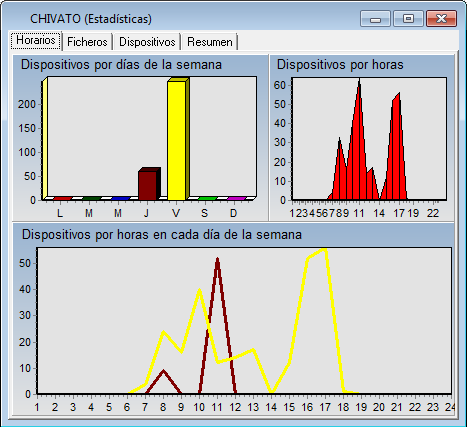 CHIVATO (Estadísticas)
Horarios Ficheros Dispositivos Resumen
Dispositivos por días de la semana
200
150
100
50
0
L M M J V S D
Dispositivos por horas
60
50
40
30
20
10
0
1 2 3 4 5 6 7 8 9 11 14 17 19 22
Dispositivos por horas en cada día de la semana
50
40
30
20
10
0
1 2 3 4 5 6 7 8 9 10 11 12 13 14 15 16 17 18 19 20 21 22 23 24